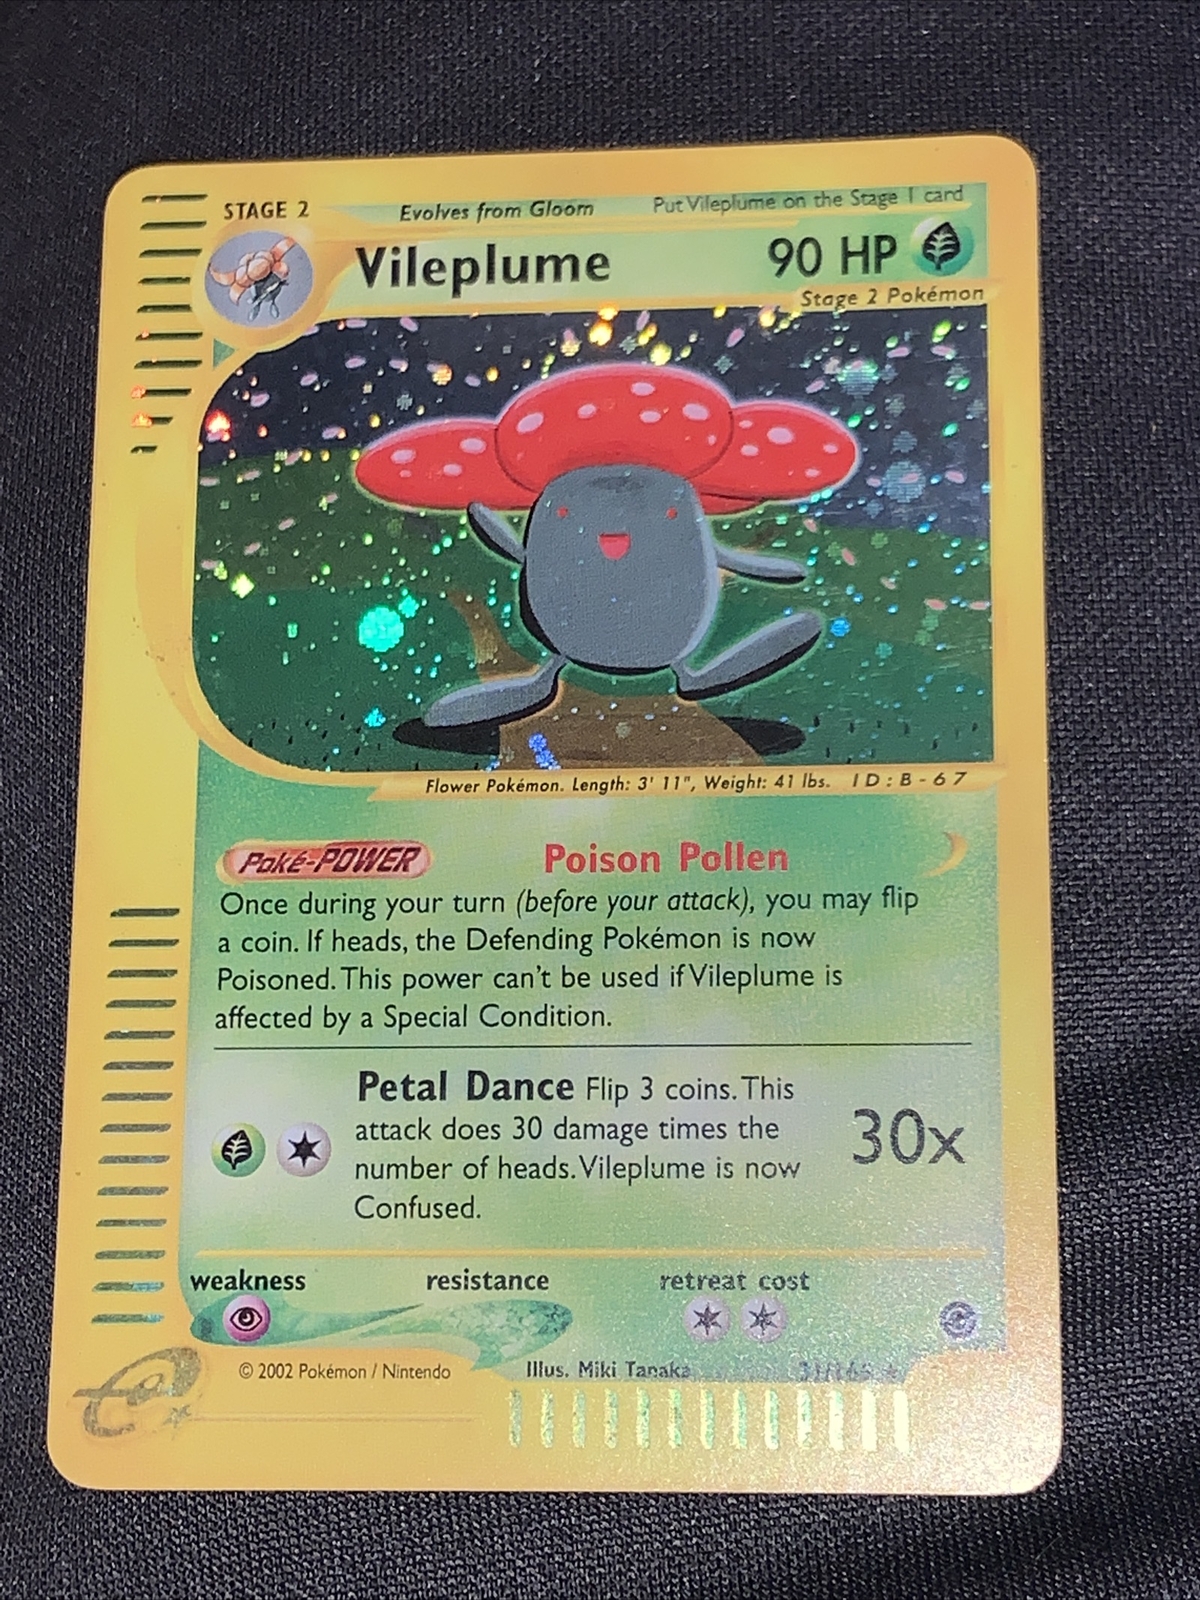 STAGE 2 Evolves from Gloom Put Vileplume on the Stage 1 card
Vileplume 90 HP
Stage 2 Pokémon
Flower Pokémon. Length: 3' 11", Weight: 41 lbs. ID:B-67
Poké-POWER Poison Pollen
Once during your turn (before your attack), you may flip
a coin. If heads, the Defending Pokémon is now
Poisoned. This power can't be used if Vileplume is
affected by a Special Condition.
Petal Dance Flip 3 coins. This
attack does 30 damage times the
number of heads. Vileplume is now
Confused.
30x
weakness resistance retreat cost
© 2002 Pokémon / Nintendo Illus. Miki Tanaka 31/165 ★